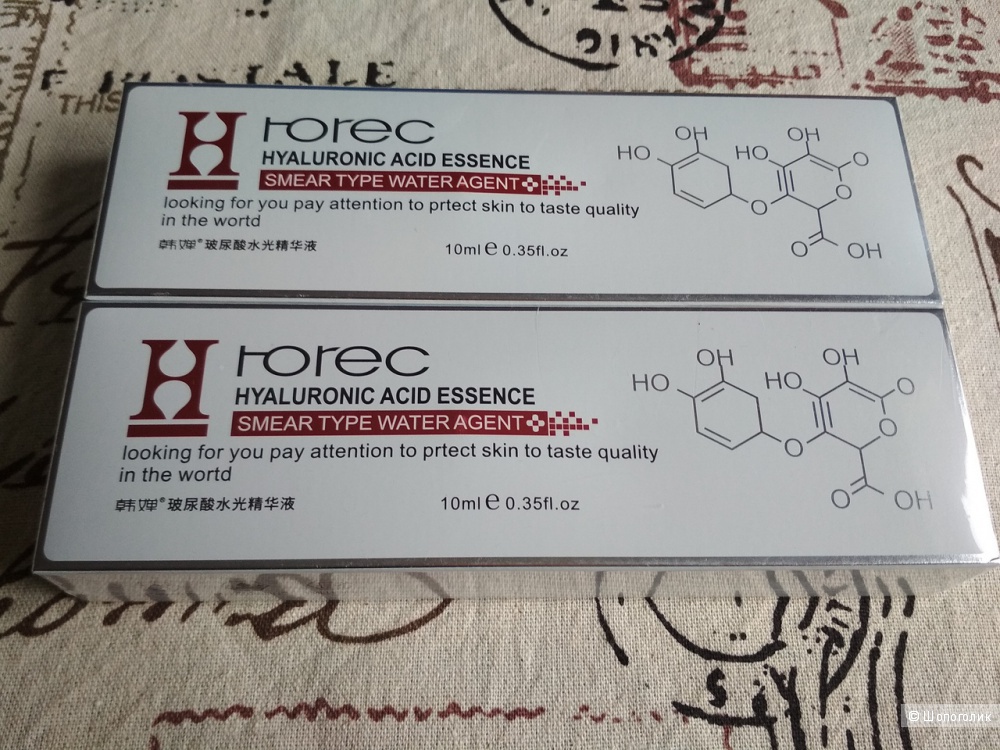 THIS
rorec
HYALURONIC ACID ESSENCE
SMEAR TYPE WATER AGENT
looking for you pay attention to prtect skin to taste quality
in the wortd
韩婵®玻尿酸水光精华液
10ml e 0.35fl.oz
OH
HO
OH
HO
O
O
O
O
OH
rorec
HYALURONIC ACID ESSENCE
SMEAR TYPE WATER AGENT
looking for you pay attention to prtect skin to taste quality
in the wortd
韩婵®玻尿酸水光精华液
10ml e 0.35fl.oz
OH
HO
OH
HO
O
O
O
O
OH
© Шопоголик